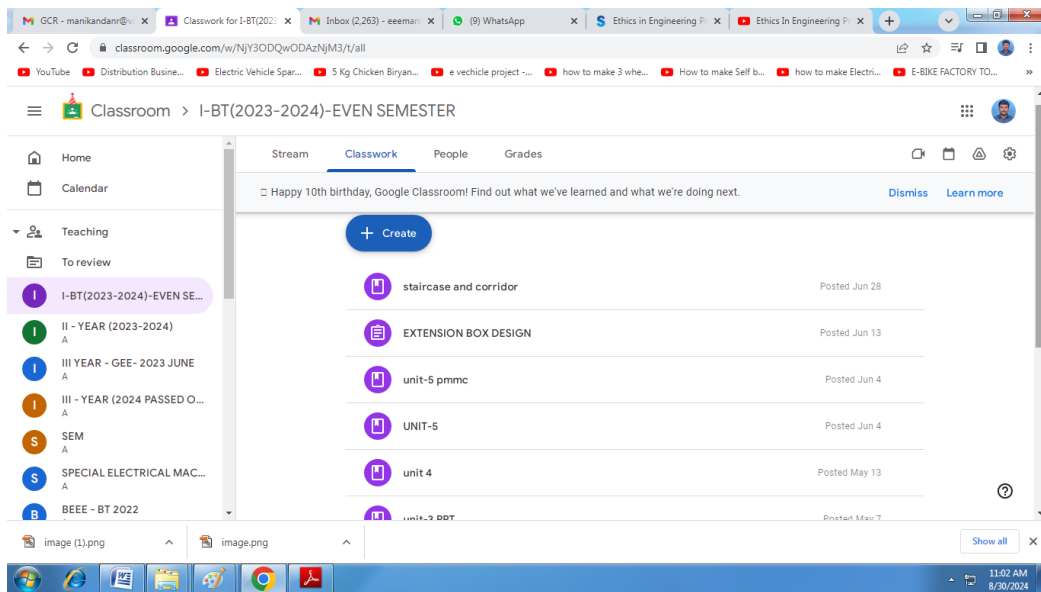 GCR - manikandanr@v
Classwork for I-BT(2023
Inbox (2,263) - eeeman
(9) WhatsApp
Ethics in Engineering P
Ethics In Engineering P
classroom.google.com/w/NjY3ODQwODAzNjM3/t/all
YouTube
Distribution Busine...
Electric Vehicle Spar...
5 Kg Chicken Biryan...
e vechicle project -...
how to make 3 whe...
How to make Self b...
how to make Electri...
E-BIKE FACTORY TO...
»
Classroom > I-BT(2023-2024)-EVEN SEMESTER
Home
Calendar
Teaching
To review
I I-BT(2023-2024)-EVEN SE...
I II - YEAR (2023-2024)
A
I III YEAR - GEE- 2023 JUNE
A
I III - YEAR (2024 PASSED O...
A
S SEM
A
S SPECIAL ELECTRICAL MAC...
A
B BEEE - BT 2022
Stream Classwork People Grades
Happy 10th birthday, Google Classroom! Find out what we've learned and what we're doing next.
Dismiss Learn more
+ Create
staircase and corridor Posted Jun 28
EXTENSION BOX DESIGN Posted Jun 13
unit-5 pmmc Posted Jun 4
UNIT-5 Posted Jun 4
unit 4 Posted May 13
unit-3 PPT Posted May 7
image (1).png
image.png
Show all
11:02 AM
8/30/2024